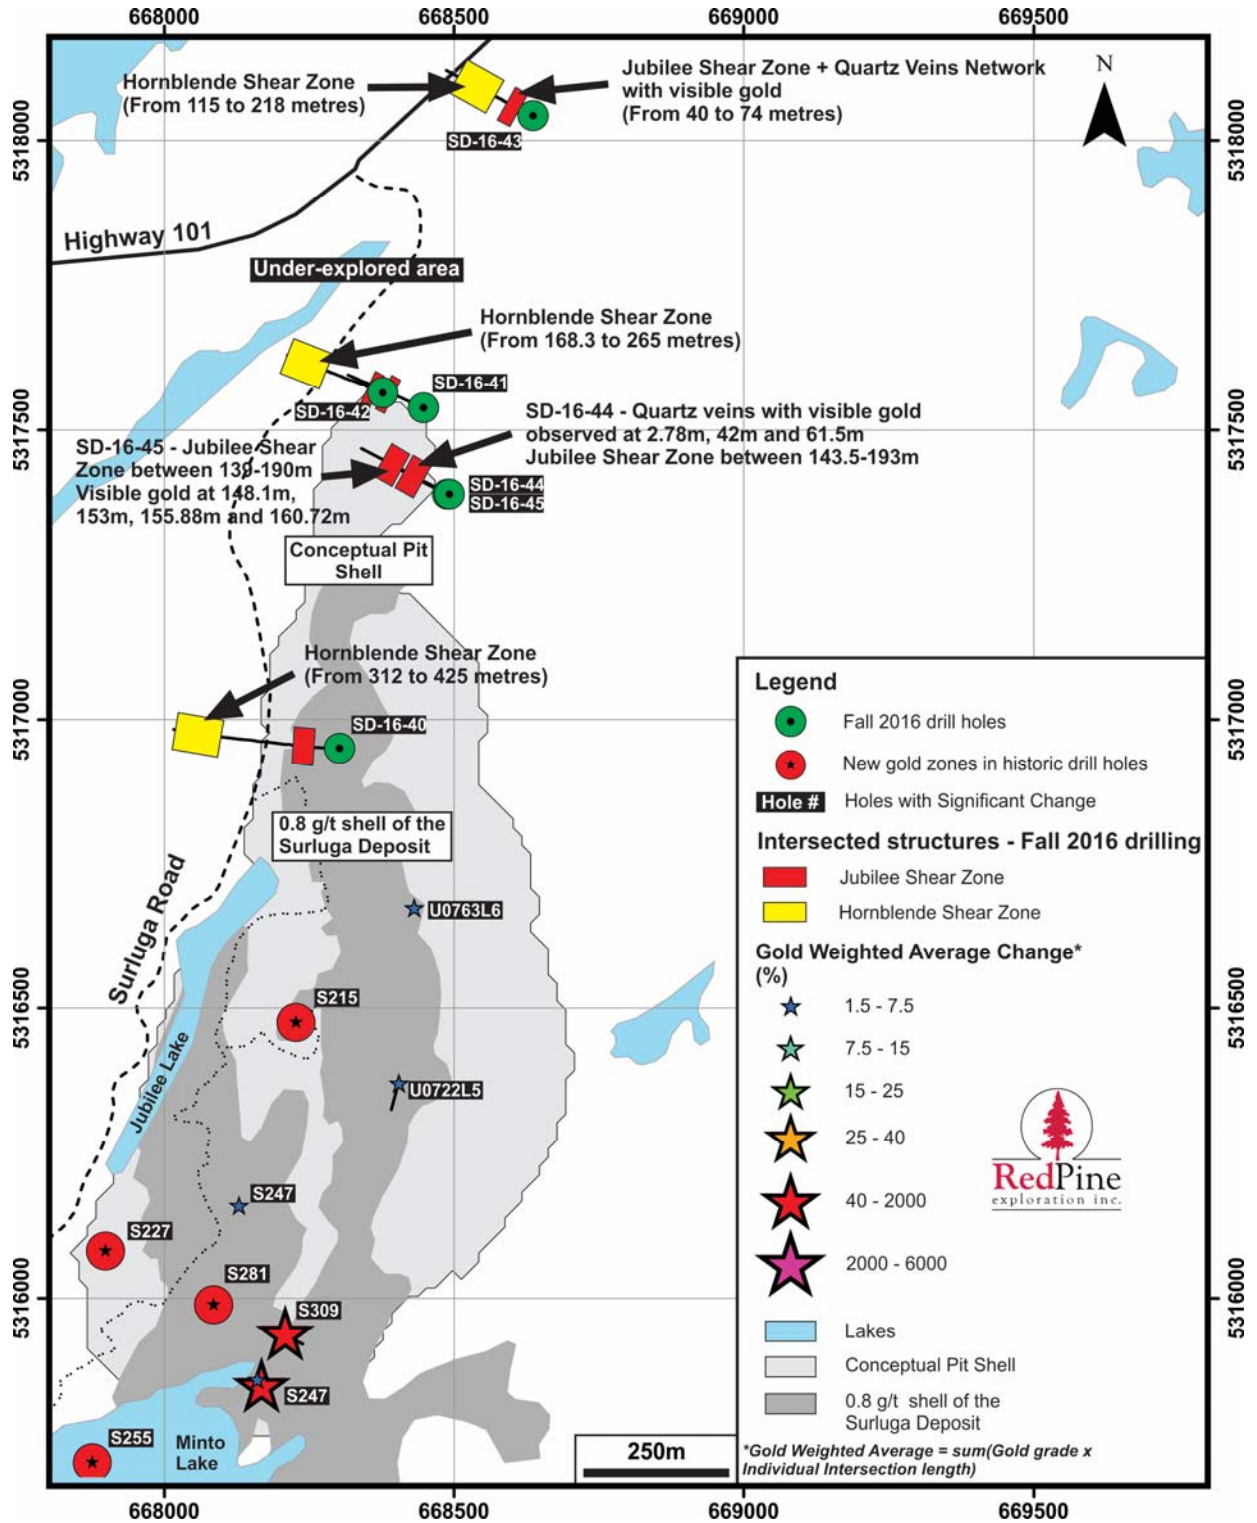 668000
668500
669000
669500
Hornblende Shear Zone
(From 115 to 218 metres)
Jubilee Shear Zone + Quartz Veins Network
with visible gold
(From 40 to 74 metres)
N
SD-16-43
5318000
5318000
Highway 101
Under-explored area
Hornblende Shear Zone
(From 168.3 to 265 metres)
SD-16-41
SD-16-42
SD-16-44 - Quartz veins with visible gold
observed at 2.78m, 42m and 61.5m
Jubilee Shear Zone between 143.5-193m
5317500
5317500
SD-16-45 - Jubilee Shear
Zone between 139-190m
Visible gold at 148.1m,
153m, 155.88m and 160.72m
SD-16-44
SD-16-45
Conceptual Pit
Shell
Hornblende Shear Zone
(From 312 to 425 metres)
SD-16-40
5317000
5317000
0.8 g/t shell of the
Surluga Deposit
Surluga Road
U0763L6
S215
5316500
5316500
Jubilee Lake
U0722L5
S247
S227
S281
S309
5316000
5316000
S247
S255
Minto
Lake
250m
Legend
Fall 2016 drill holes
New gold zones in historic drill holes
Hole #
Holes with Significant Change
Intersected structures - Fall 2016 drilling
Jubilee Shear Zone
Hornblende Shear Zone
Gold Weighted Average Change*
(%)
1.5 - 7.5
7.5 - 15
15 - 25
25 - 40
40 - 2000
2000 - 6000
RedPine
exploration inc.
Lakes
Conceptual Pit Shell
0.8 g/t shell of the
Surluga Deposit
*Gold Weighted Average = sum(Gold grade x
Individual Intersection length)
668000
668500
669000
669500